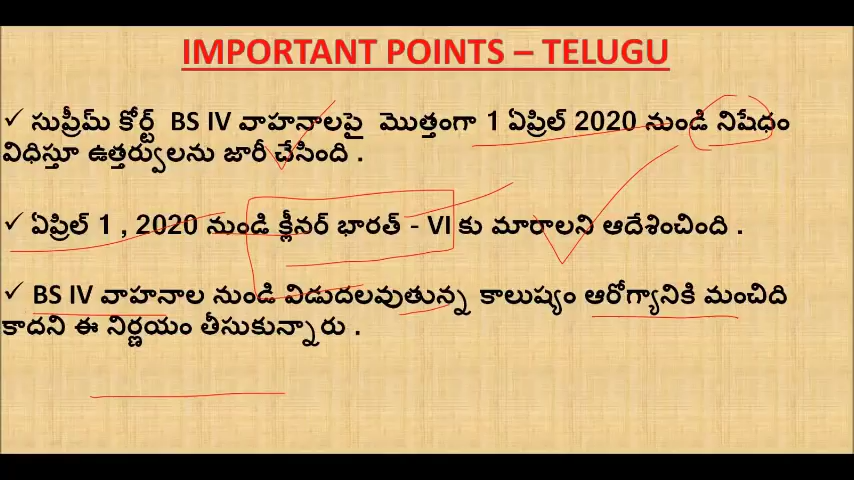 IMPORTANT POINTS – TELUGU
✓ సుప్రీమ్ కోర్ట్ BS IV వాహనాలపై మొత్తంగా 1 ఏప్రిల్ 2020 నుండి నిషేధం
విధిస్తూ ఉత్తర్వులను జారీ చేసింది .
✓ ఏప్రిల్ 1 , 2020 నుండి క్లీనర్ భారత్ - VI కు మారాలని ఆదేశించింది .
✓ BS IV వాహనాల నుండి విడుదలవుతున్న కాలుష్యం ఆరోగ్యానికి మంచిది
కాదని ఈ నిర్ణయం తీసుకున్నారు .